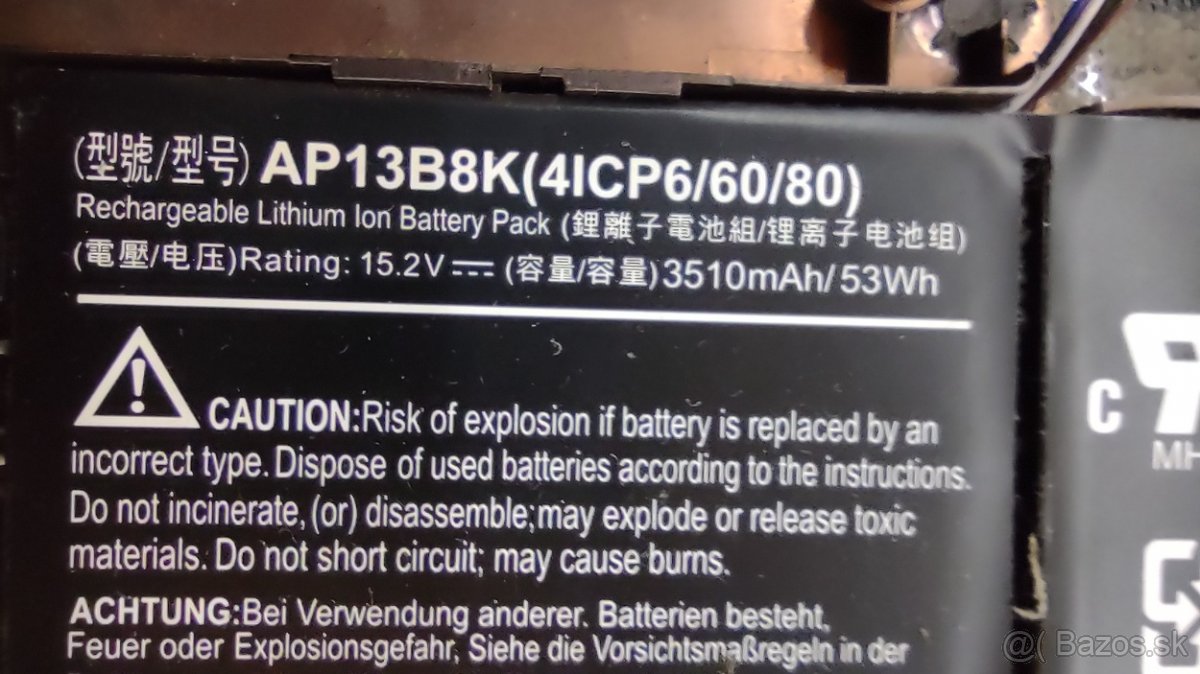 (型號/型号) AP13B8K(4ICP6/60/80)
Rechargeable Lithium Ion Battery Pack (鋰離子電池組/锂离子电池组)
(電壓/电压)Rating: 15.2V (容量/容量)3510mAh/53Wh
CAUTION:Risk of explosion if battery is replaced by an
incorrect type. Dispose of used batteries according to the instructions.
Do not incinerate, (or) disassemble;may explode or release toxic
materials. Do not short circuit; may cause burns.
ACHTUNG:Bei Verwendung anderer. Batterien besteht,
Feuer oder Explosionsgefahr, Siehe die Vorsichtsmaßregeln in der
C
MH
@( Bazos.sk